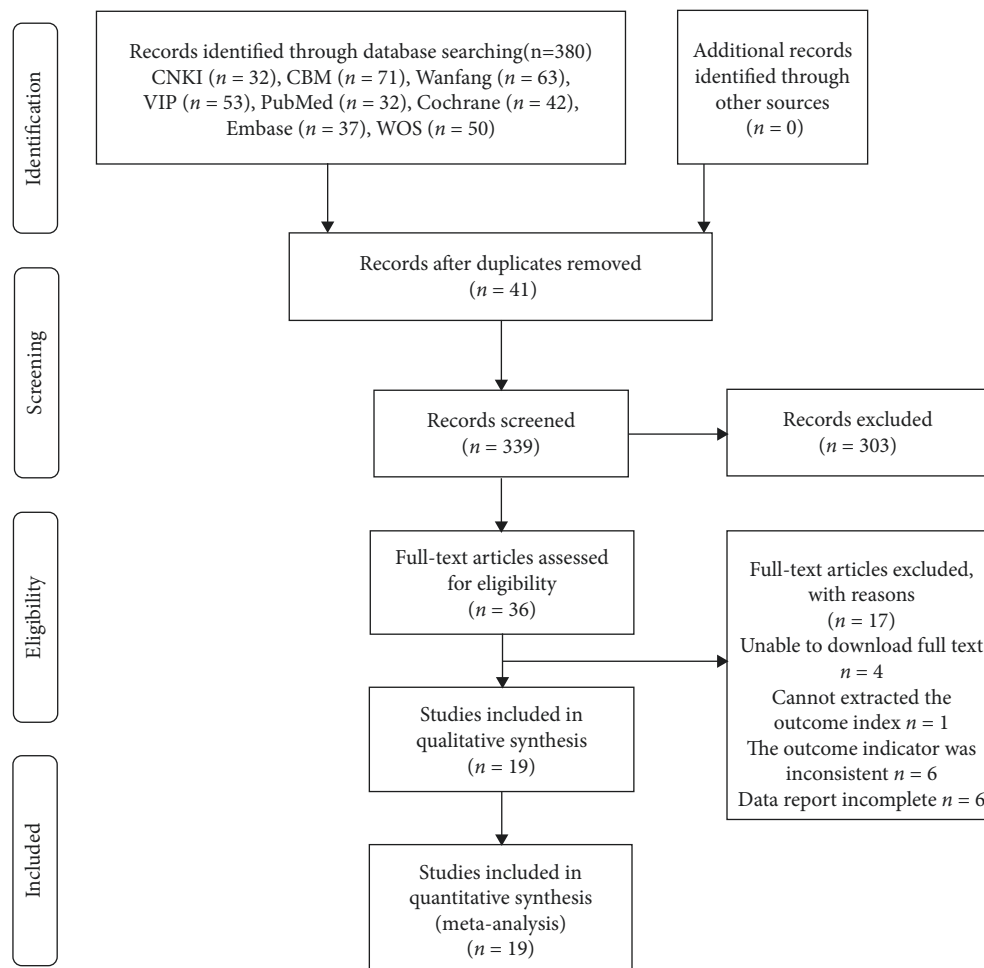 Identification
Records identified through database searching(n=380)
CNKI (n = 32), CBM (n = 71), Wanfang (n = 63),
VIP (n = 53), PubMed (n = 32), Cochrane (n = 42),
Embase (n = 37), WOS (n = 50)
Additional records
identified through
other sources
(n = 0)
Records after duplicates removed
(n = 41)
Screening
Records screened
(n = 339)
Records excluded
(n = 303)
Eligibility
Full-text articles assessed
for eligibility
(n = 36)
Full-text articles excluded,
with reasons
(n = 17)
Unable to download full text
n = 4
Cannot extracted the
outcome index n = 1
The outcome indicator was
inconsistent n = 6
Data report incomplete n = 6
Studies included in
qualitative synthesis
(n = 19)
Included
Studies included in
quantitative synthesis
(meta-analysis)
(n = 19)